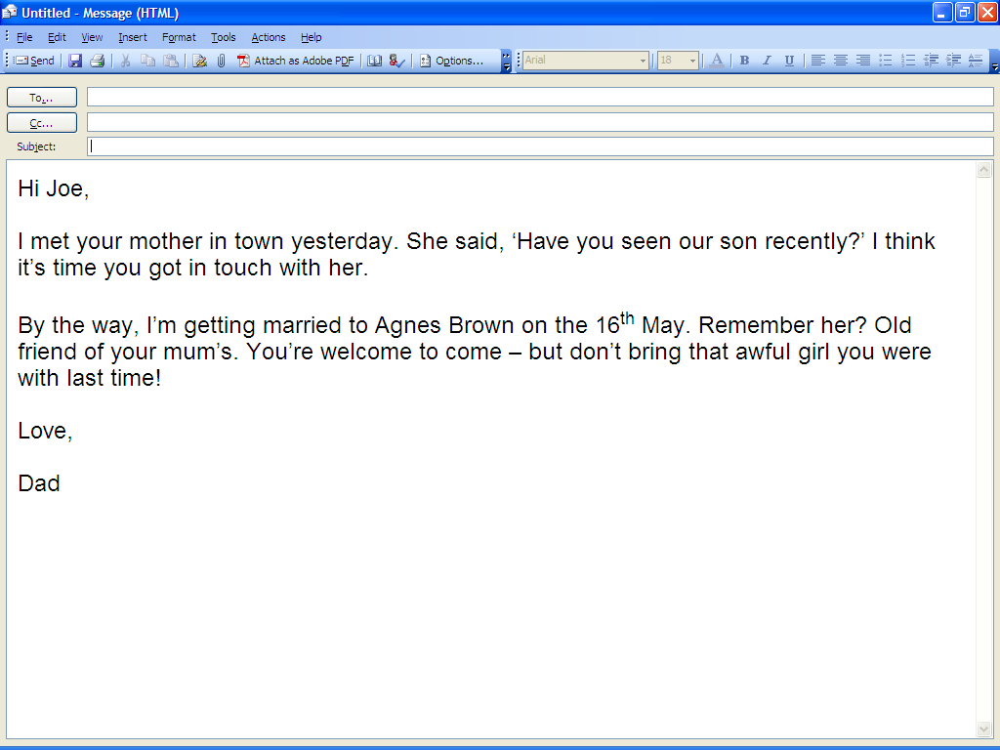 Untitled - Message (HTML)
File Edit View Insert Format Tools Actions Help
Send Attach as Adobe PDF Options... Arial 18 A B I U
To...
Cc...
Subject:
Hi Joe,
I met your mother in town yesterday. She said, ‘Have you seen our son recently?’ I think
it’s time you got in touch with her.
By the way, I’m getting married to Agnes Brown on the 16th May. Remember her? Old
friend of your mum’s. You’re welcome to come – but don’t bring that awful girl you were
with last time!
Love,
Dad